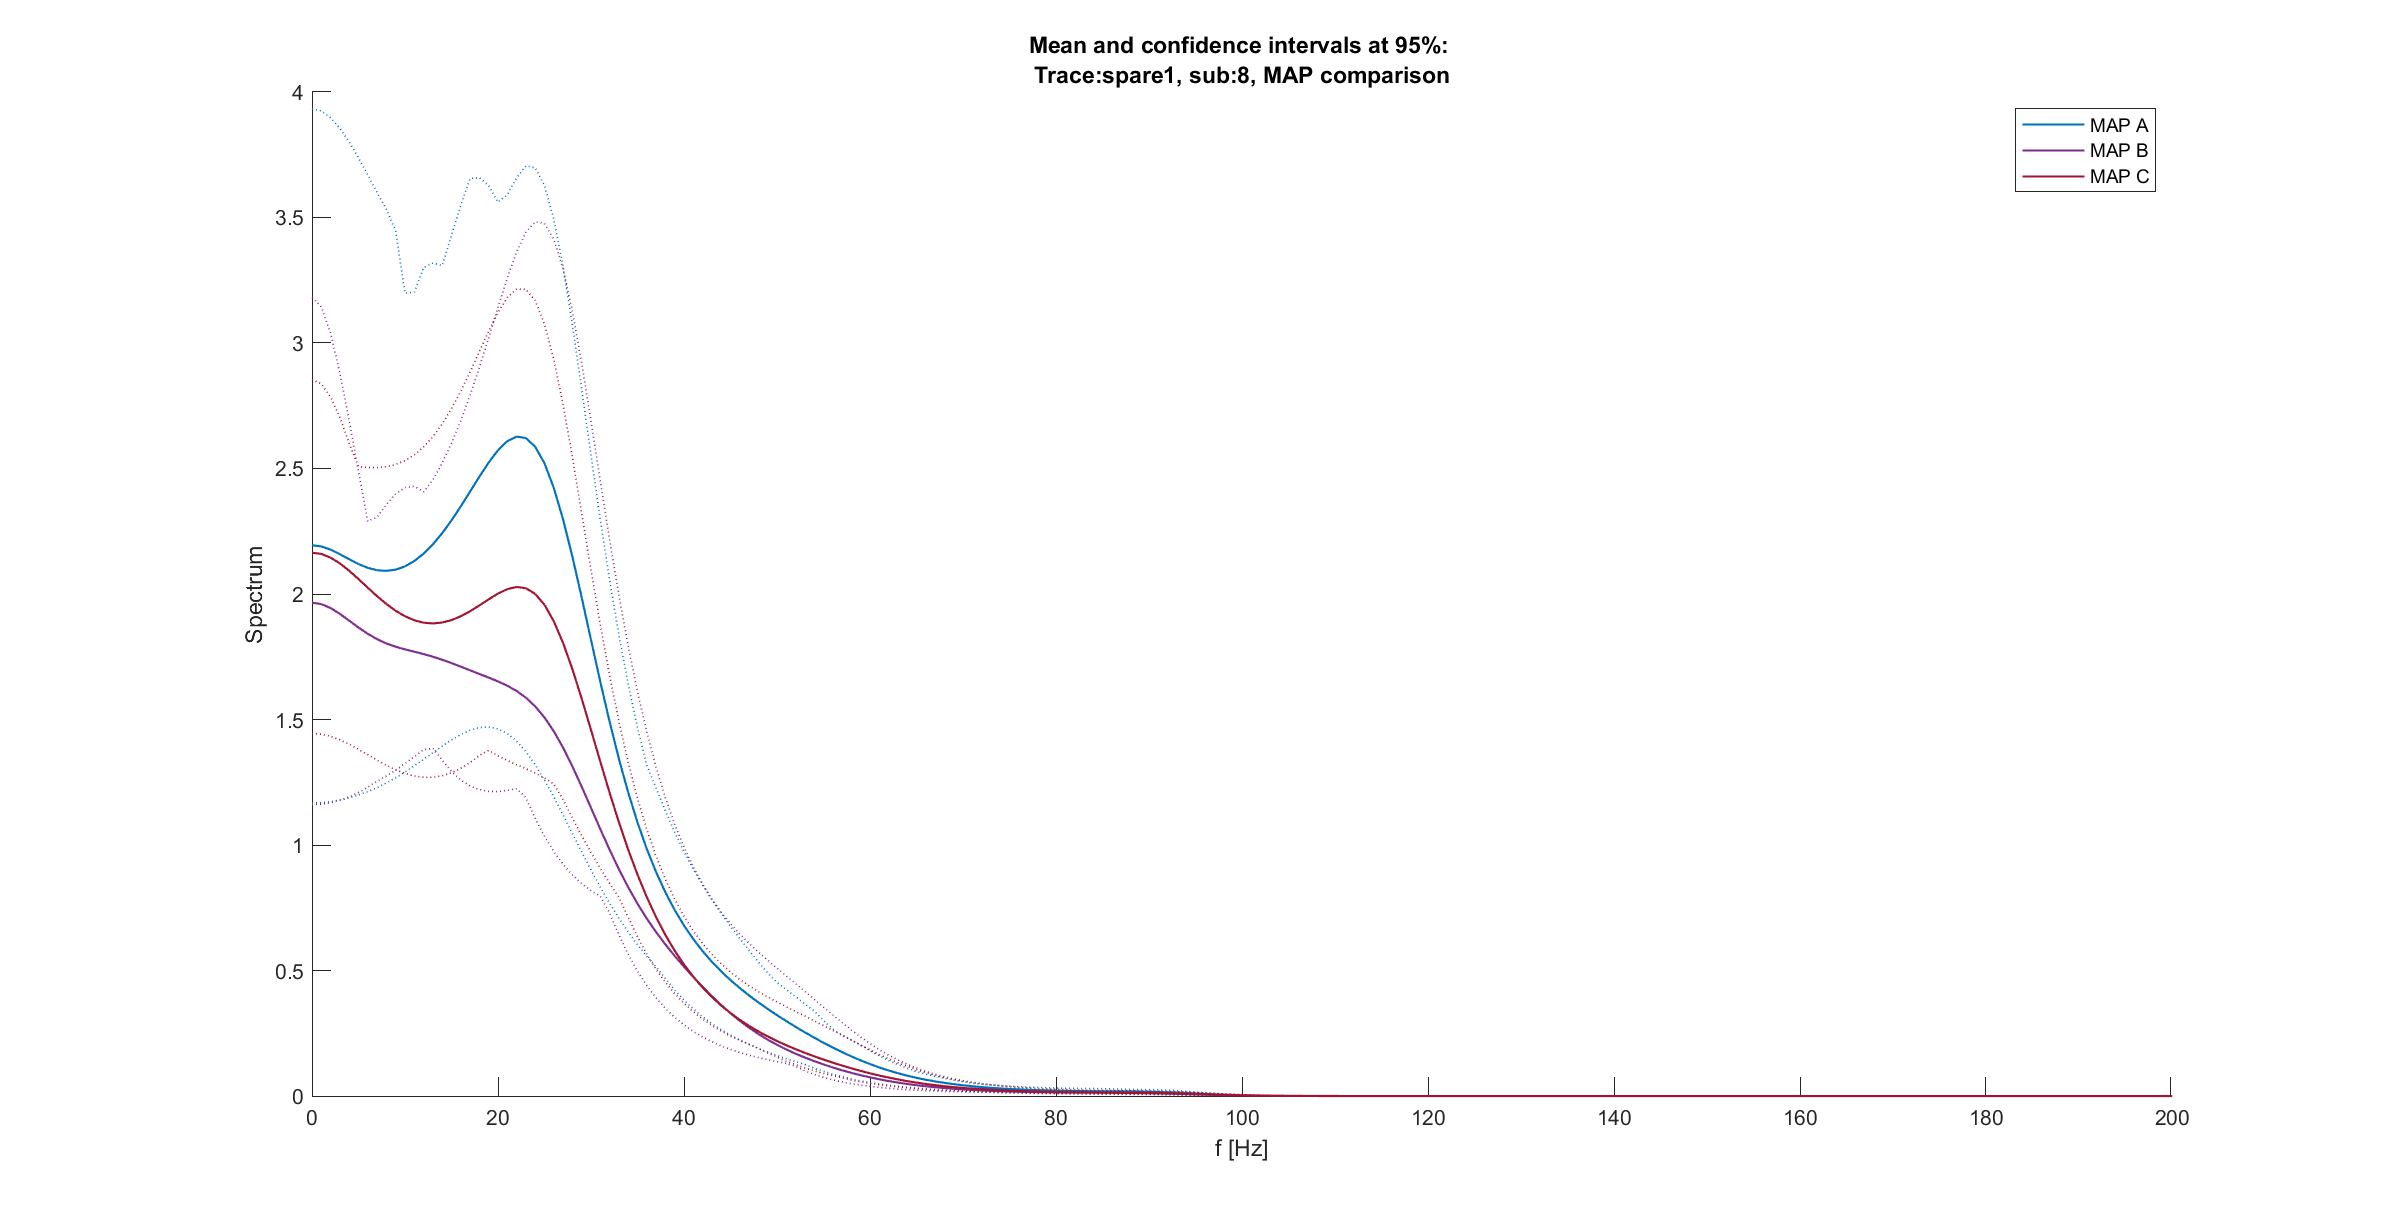 Mean and confidence intervals at 95%:
Trace:spare1, sub:8, MAP comparison
MAP A
MAP B
MAP C
4
3.5
3
2.5
2
1.5
1
0.5
0
Spectrum
0 20 40 60 80 100 120 140 160 180 200
f [Hz]